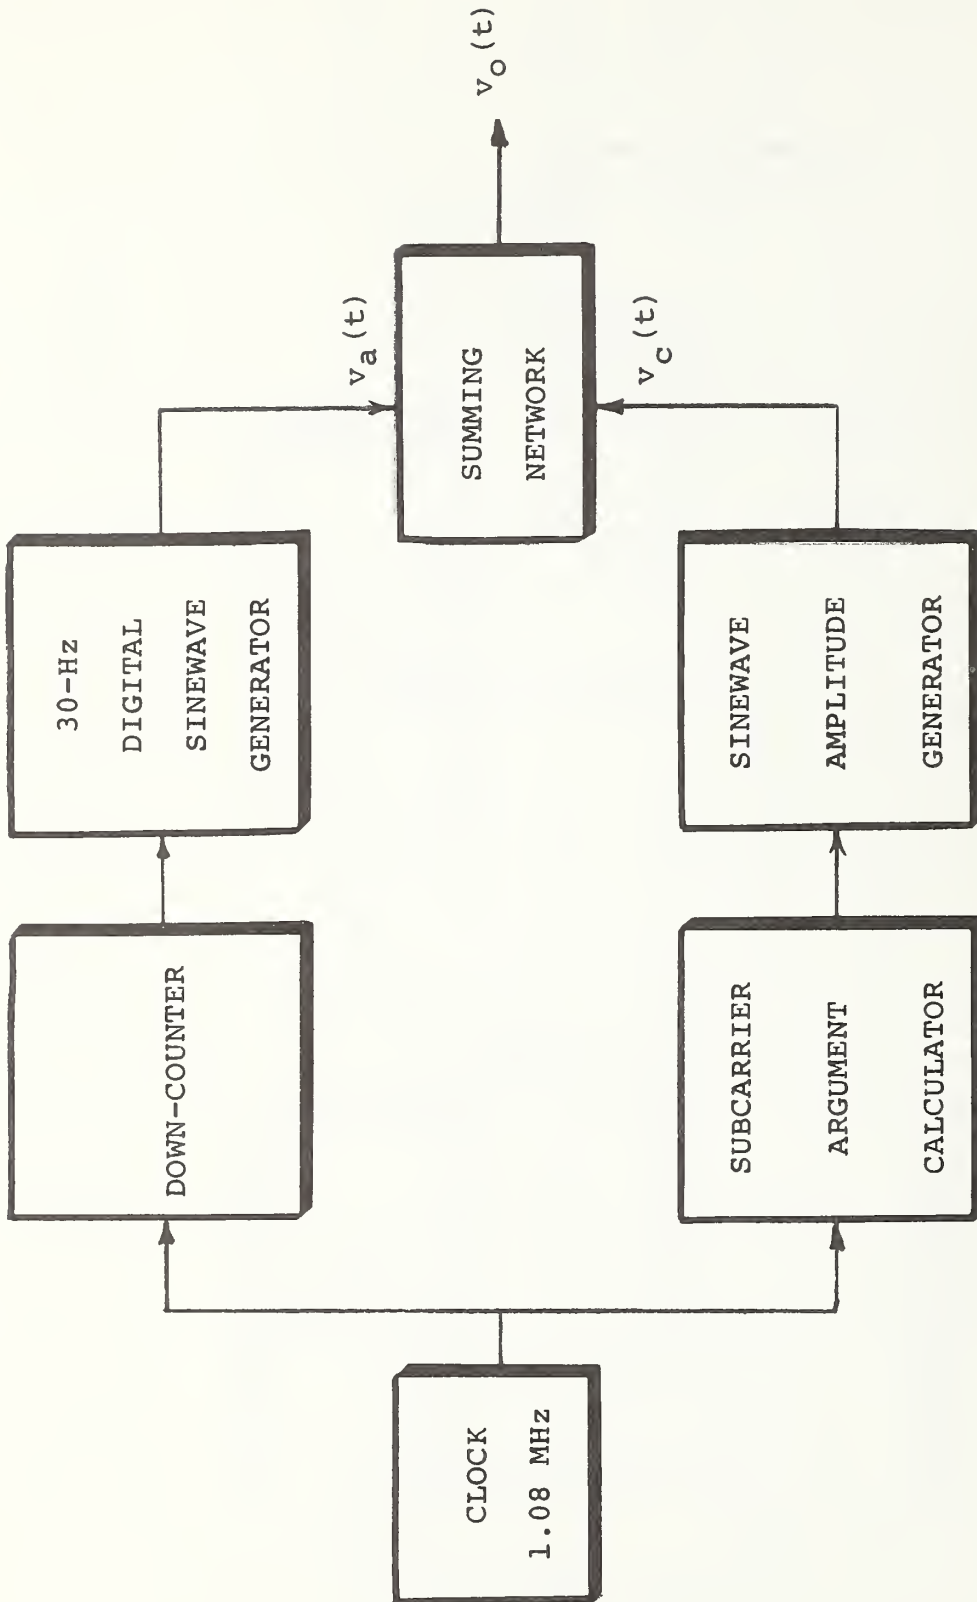 CLOCK
1.08 MHz
DOWN-COUNTER
30-Hz
DIGITAL
SINEWAVE
GENERATOR
SUBCARRIER
ARGUMENT
CALCULATOR
SINEWAVE
AMPLITUDE
GENERATOR
v_a(t)
v_c(t)
SUMMING
NETWORK
v_o(t)